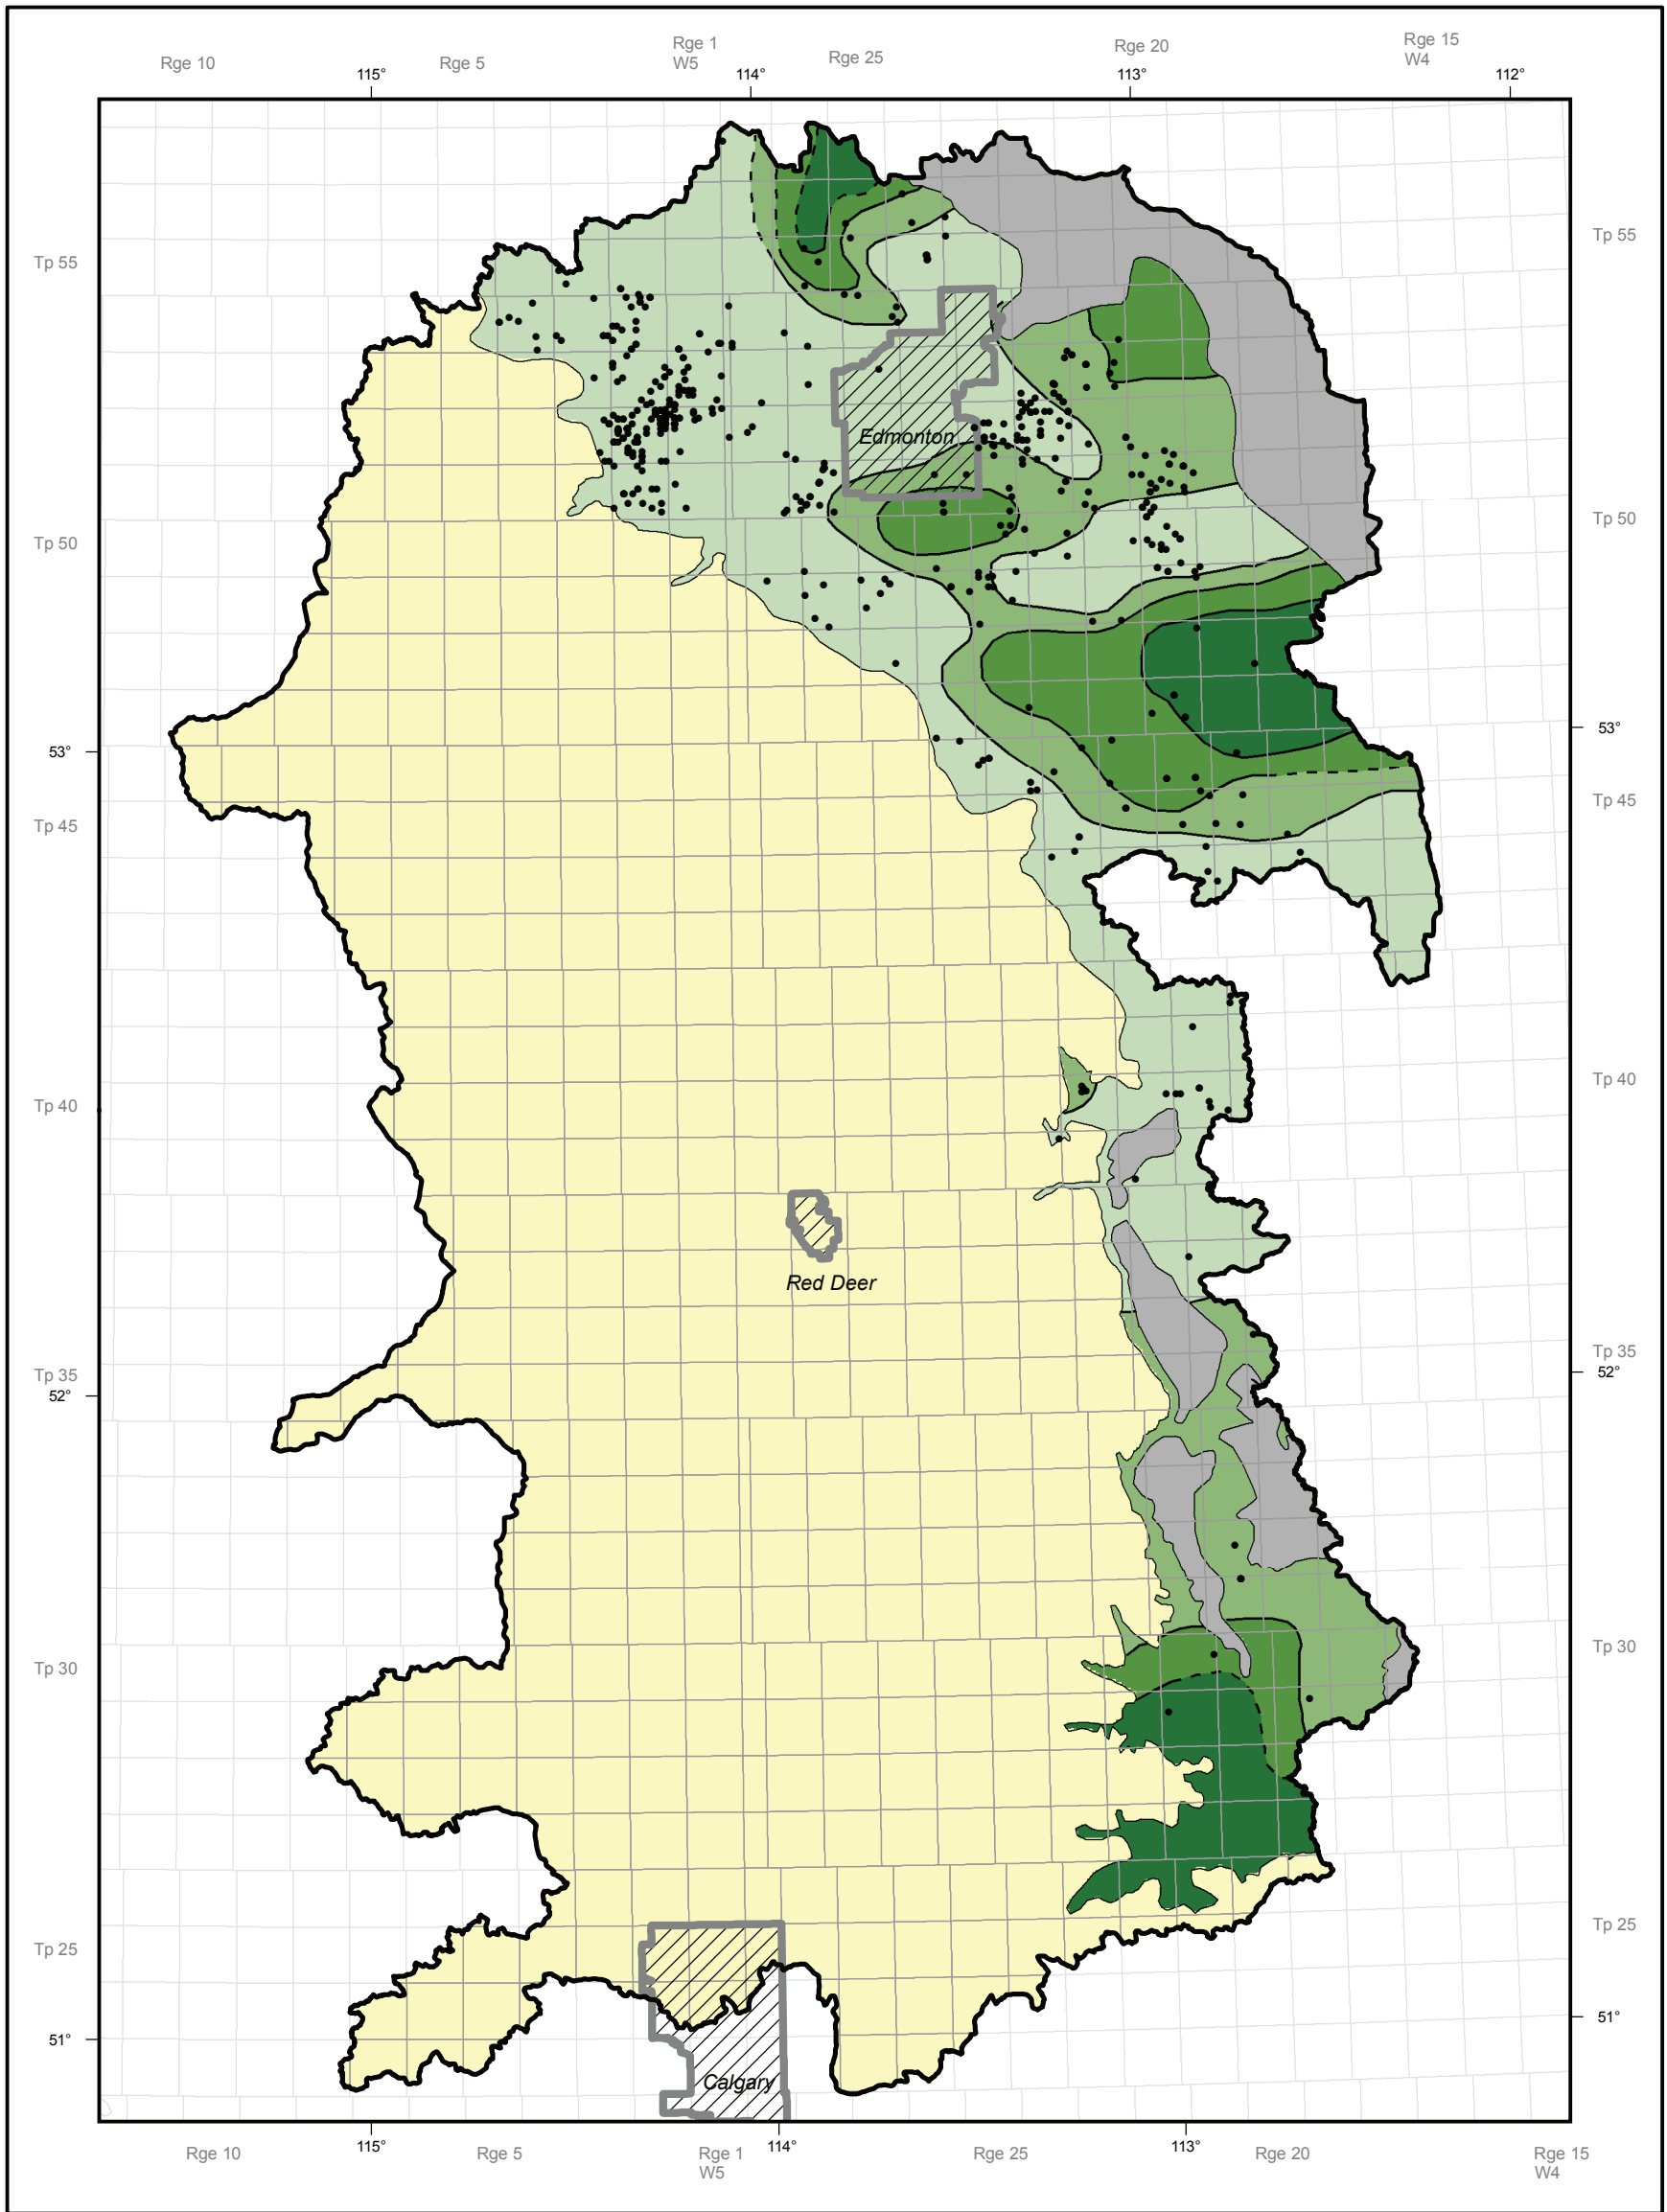 Rge 10
Rge 5
Rge 1
W5
Rge 25
Rge 20
Rge 15
W4
115°
114°
113°
112°
Tp 55
Tp 55
Edmonton
Tp 50
Tp 50
53°
53°
Tp 45
Tp 45
Tp 40
Tp 40
Red Deer
Tp 35
Tp 35
52°
52°
Tp 30
Tp 30
Tp 25
Tp 25
51°
51°
Calgary
115°
114°
113°
Rge 10
Rge 5
Rge 1
W5
Rge 25
Rge 20
Rge 15
W4